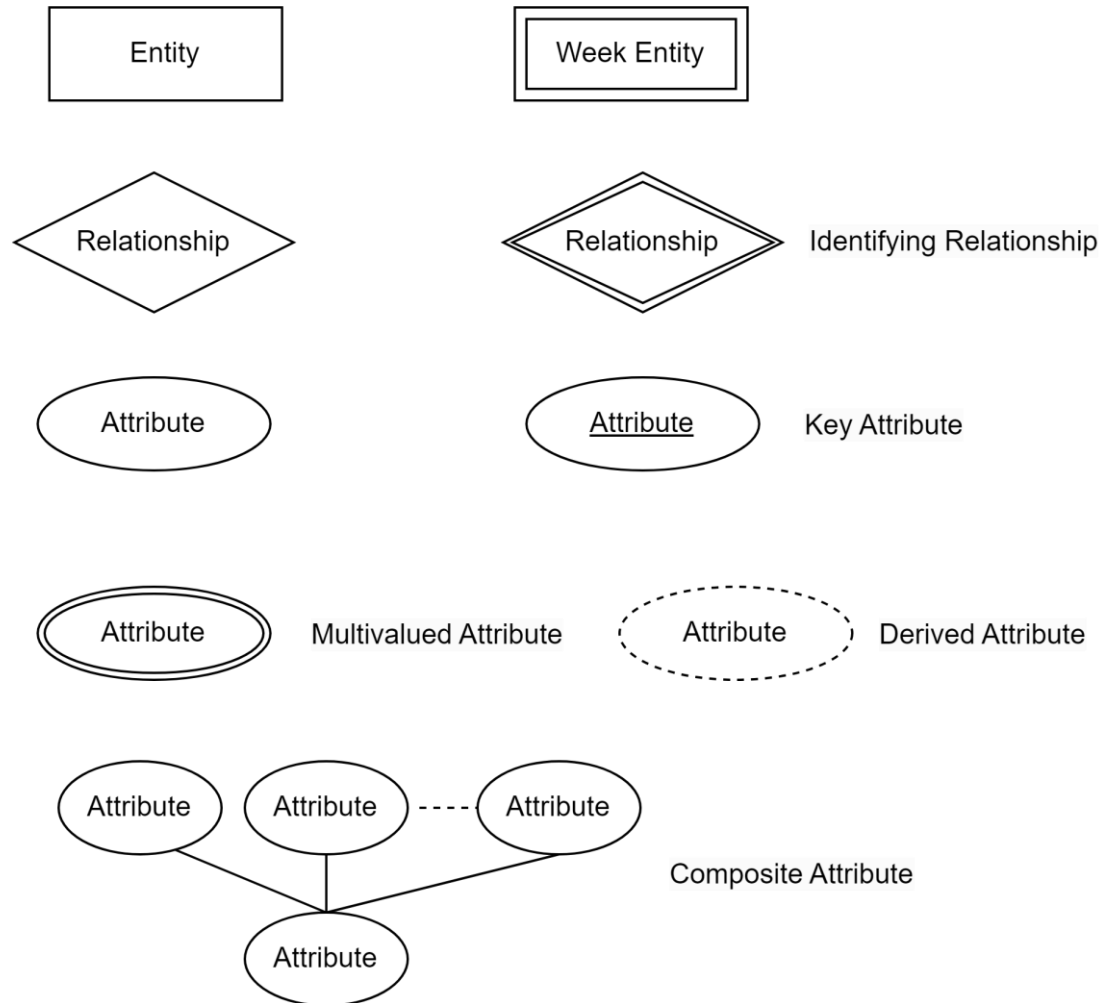 Entity
Week Entity
Relationship
Relationship
Identifying Relationship
Attribute
Attribute
Key Attribute
Attribute
Multivalued Attribute
Attribute
Derived Attribute
Attribute
Attribute
Attribute
Composite Attribute
Attribute